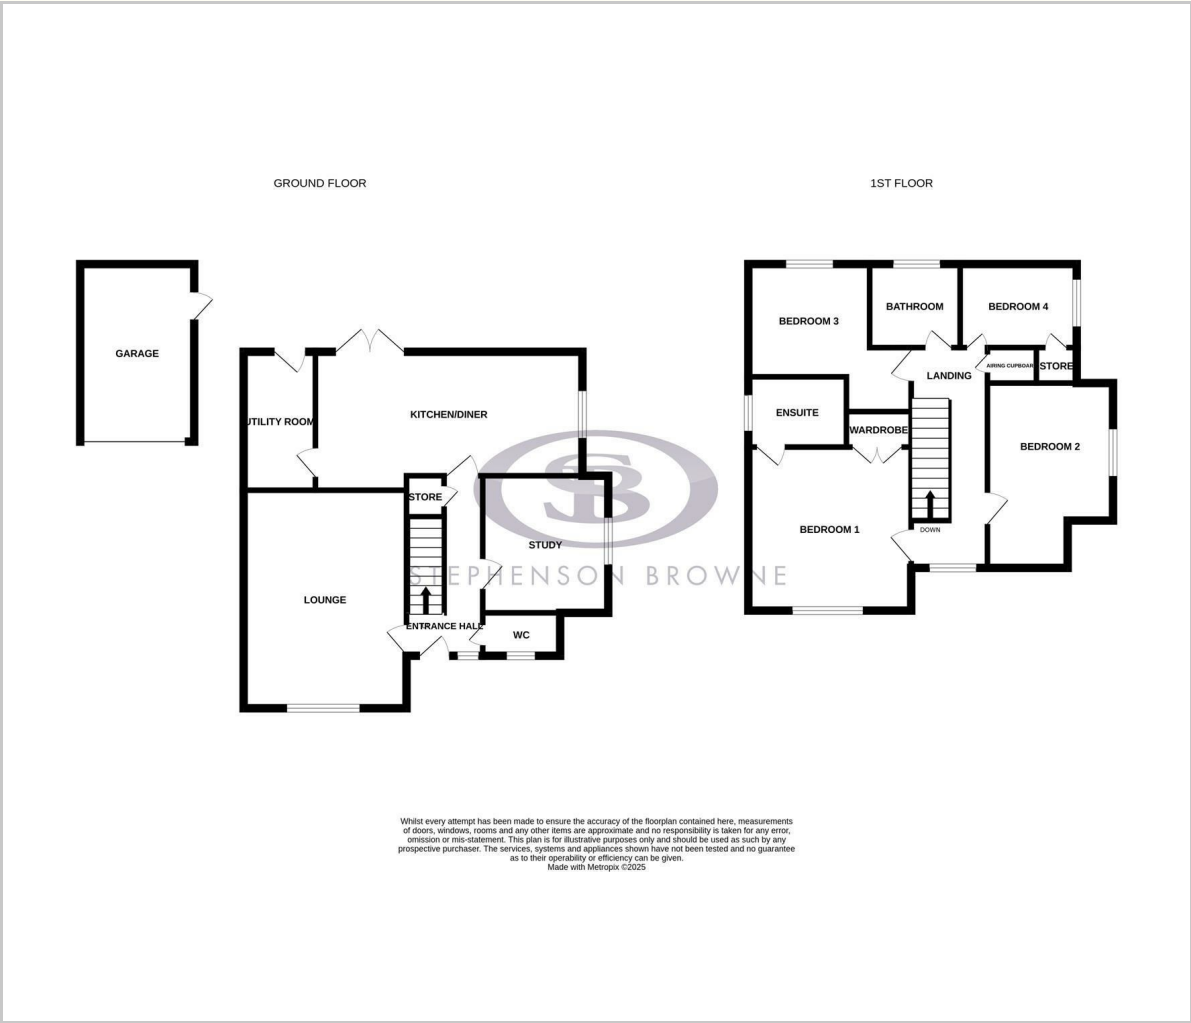 GROUND FLOOR
1ST FLOOR
GARAGE
UTILITY ROOM
KITCHEN/DINER
STORE
STUDY
LOUNGE
ENTRANCE HALL
WC
BEDROOM 3
BATHROOM
BEDROOM 4
LANDING
AIRING CUPBOARD
STORE
ENSUITE
WARDROBE
BEDROOM 2
BEDROOM 1
DOWN
SB
STEPHENSON BROWNE
Whilst every attempt has been made to ensure the accuracy of the floorplan contained here, measurements
of doors, windows, rooms and any other items are approximate and no responsibility is taken for any error,
omission or mis-statement. This plan is for illustrative purposes only and should be used as such by any
prospective purchaser. The services, systems and appliances shown have not been tested and no guarantee
as to their operability or efficiency can be given.
Made with Metropix ©2025